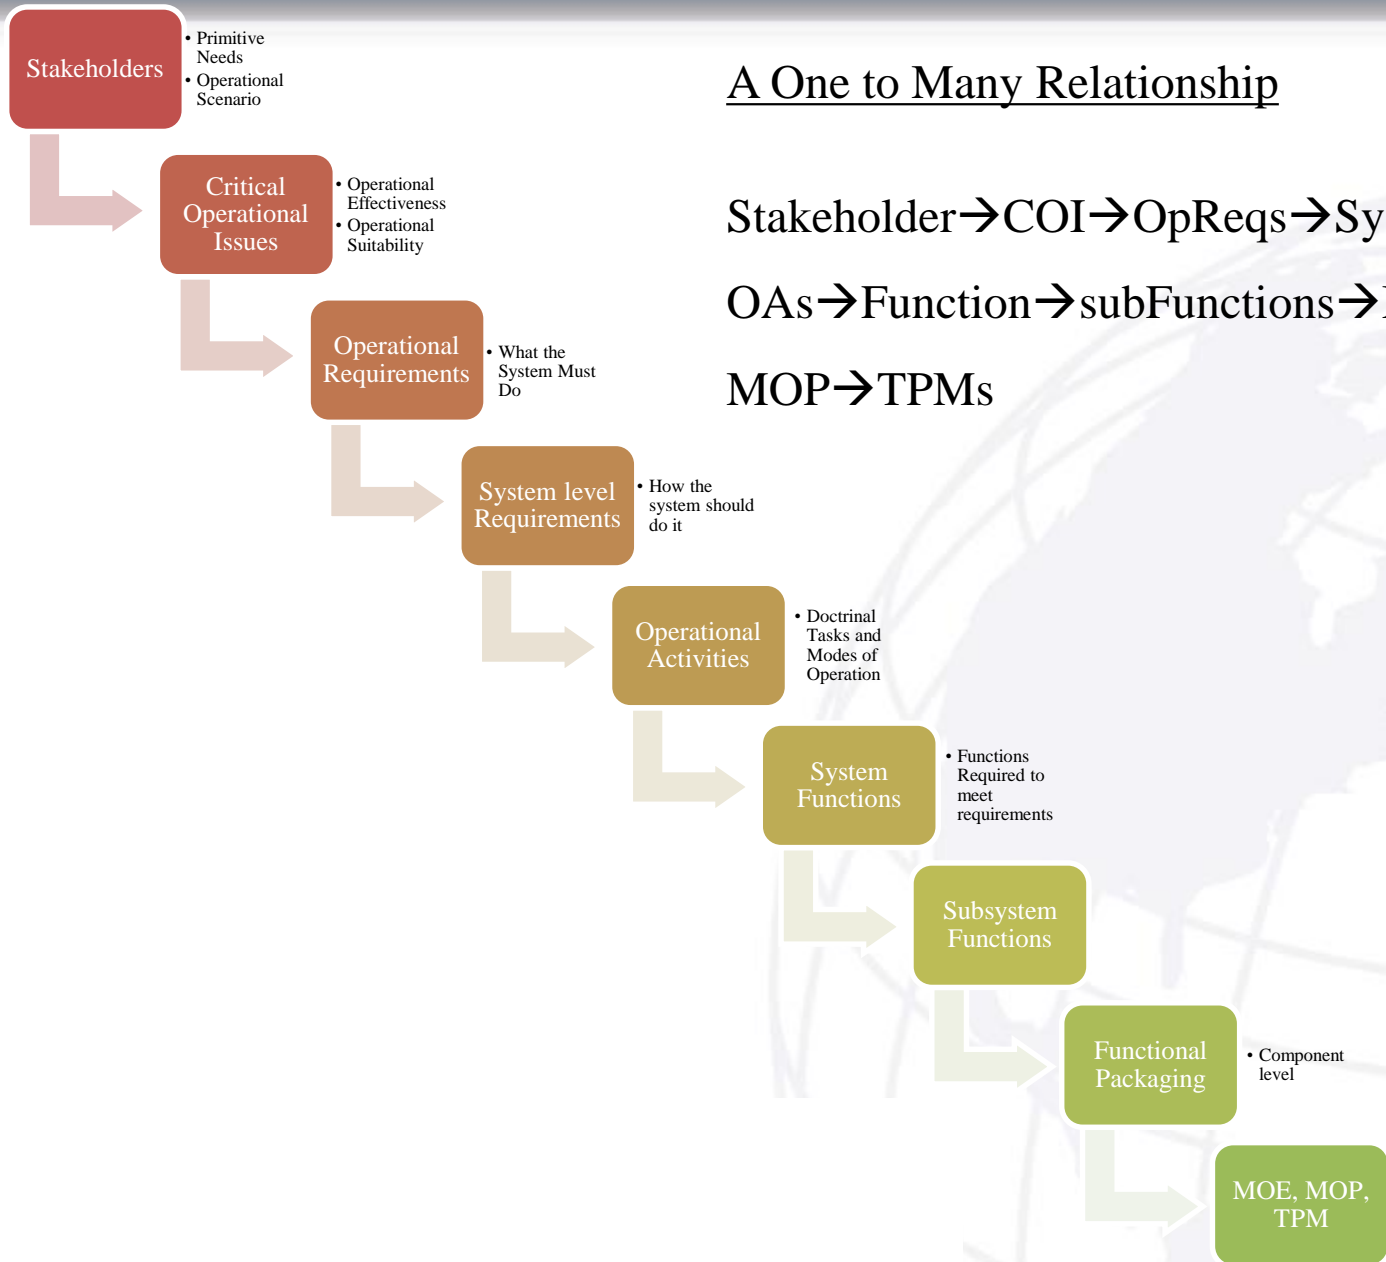 Stakeholders
• Primitive
Needs
• Operational
Scenario
A One to Many Relationship
Stakeholder→COI→OpReqs→Sy
OAs→Function→subFunctions→
MOP→TPMs
Critical
Operational
Issues
• Operational
Effectiveness
• Operational
Suitability
Operational
Requirements
• What the
System Must
Do
System level
Requirements
• How the
system should
do it
Operational
Activities
• Doctrinal
Tasks and
Modes of
Operation
System
Functions
• Functions
Required to
meet
requirements
Subsystem
Functions
Functional
Packaging
• Component
level
MOE, MOP,
TPM